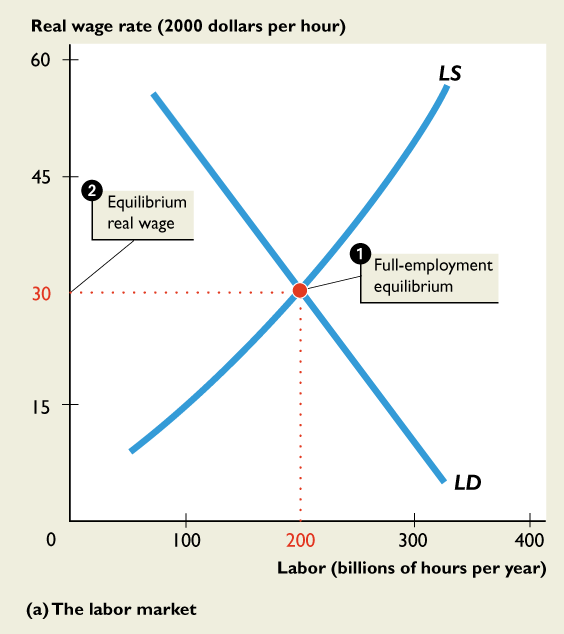 Real wage rate (2000 dollars per hour)
60
LS
45
2
Equilibrium
real wage
1
Full-employment
equilibrium
30
15
LD
0
100
200
300
400
Labor (billions of hours per year)
(a) The labor market